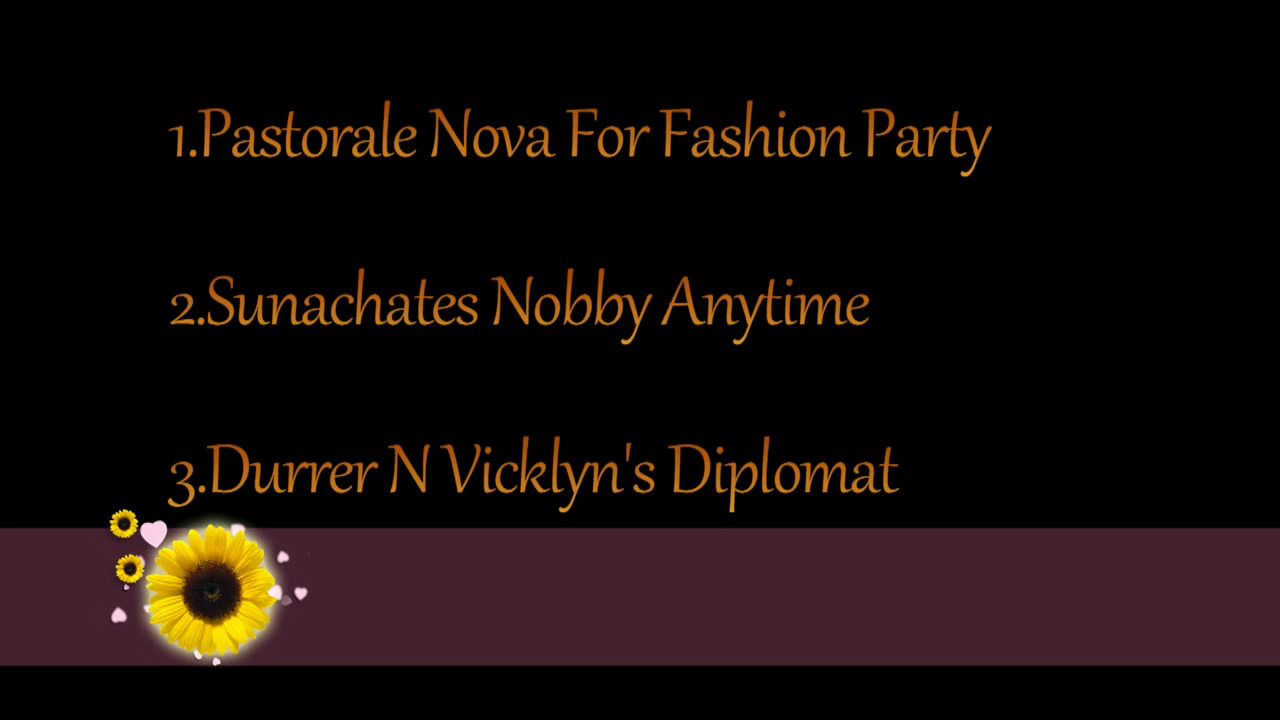 1.Pastorale Nova For Fashion Party
2.Sunachates Nobby Anytime
3.Durrer N Vicklyn's Diplomat